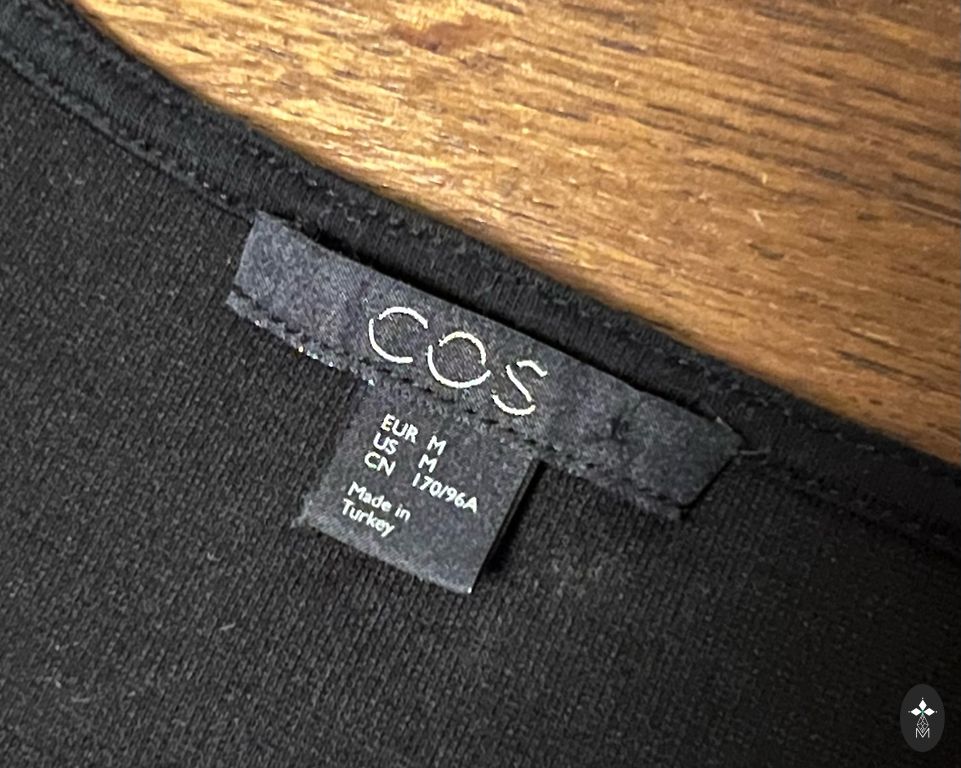 COS
EUR M
US M
CN 170/96A
Made in
Turkey
M